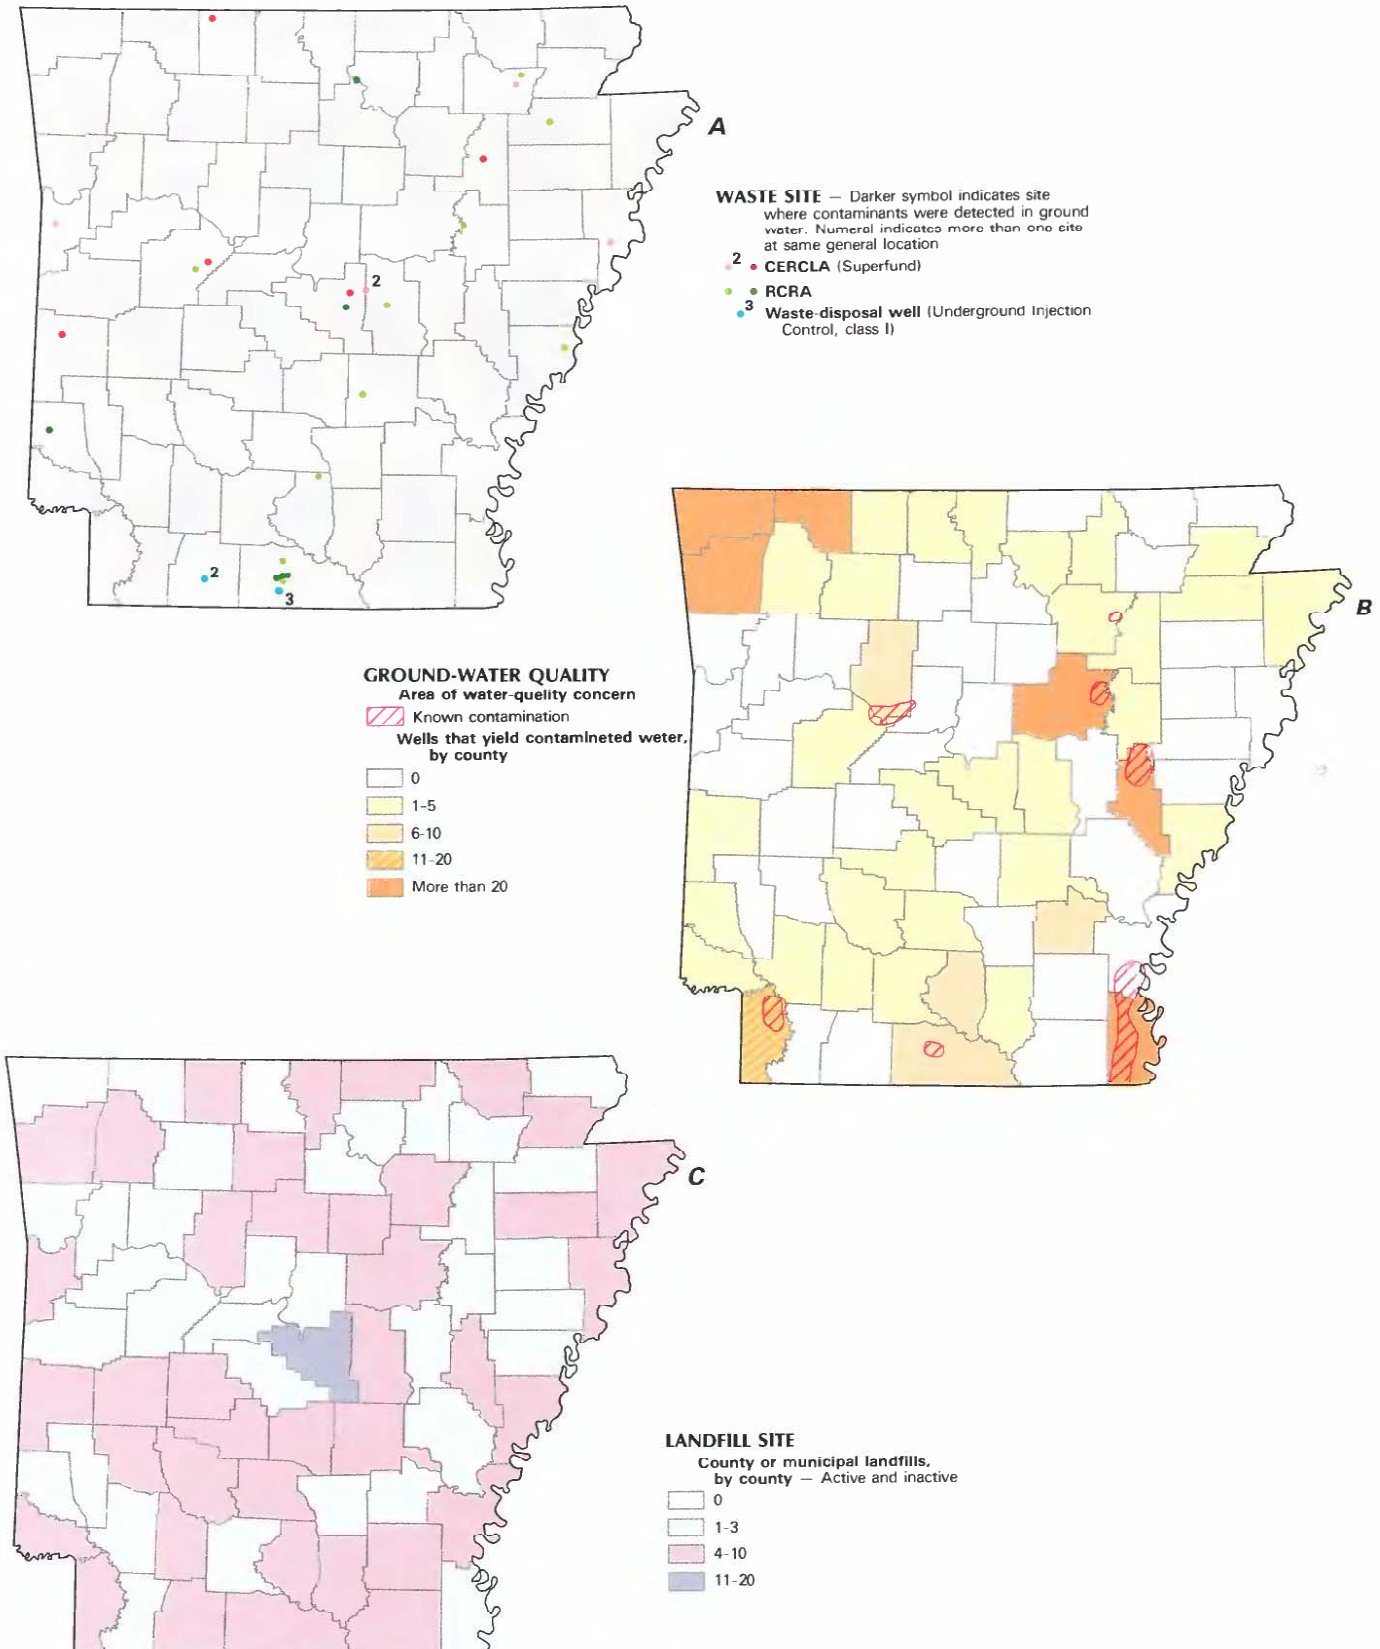 A
WASTE SITE — Darker symbol indicates site
where contaminants were detected in ground
water. Numeral indicates more than one site
at same general location
2 CERCLA (Superfund)
RCRA
3 Waste-disposal well (Underground Injection
Control, class I)
2
2
3
B
GROUND-WATER QUALITY
Area of water-quelity concern
Known contamination
Wells that yield contamineted weter,
by county
0
1-5
6-10
11-20
More than 20
C
LANDFILL SITE
County or municipal landfills,
by county — Active and inactive
0
1-3
4-10
11-20